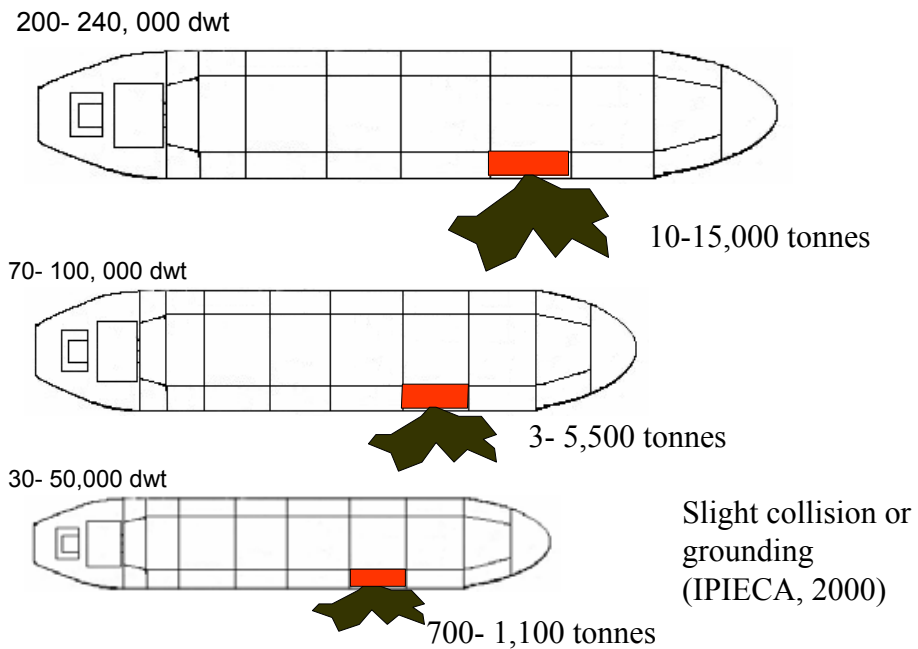 200- 240, 000 dwt
10-15,000 tonnes
70- 100, 000 dwt
3- 5,500 tonnes
30- 50,000 dwt
Slight collision or
grounding
(IPIECA, 2000)
700- 1,100 tonnes